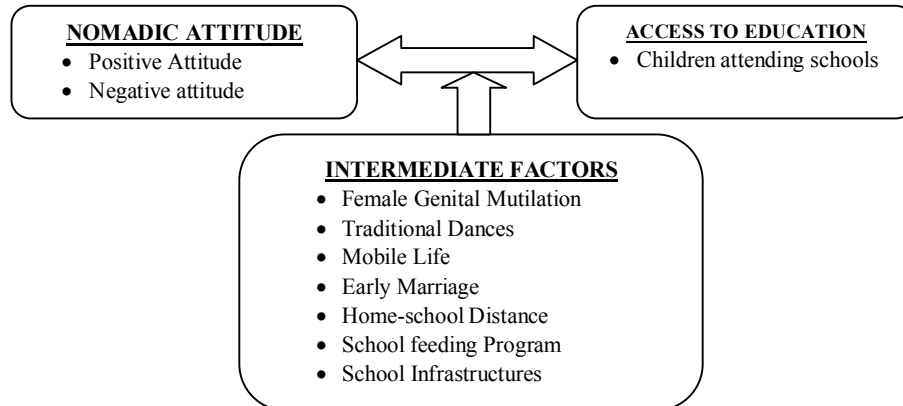 NOMADIC ATTITUDE
• Positive Attitude
• Negative attitude
ACCESS TO EDUCATION
• Children attending schools
INTERMEDIATE FACTORS
• Female Genital Mutilation
• Traditional Dances
• Mobile Life
• Early Marriage
• Home-school Distance
• School feeding Program
• School Infrastructures